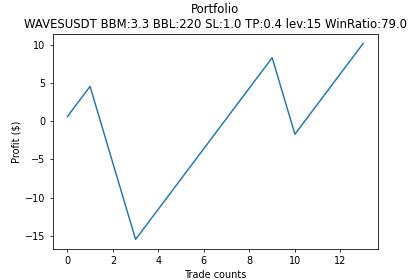 Portfolio
WAVESUSDT BBM:3.3 BBL:220 SL:1.0 TP:0.4 lev:15 WinRatio:79.0
10
5
0
−5
−10
−15
Profit ($)
0 2 4 6 8 10 12
Trade counts